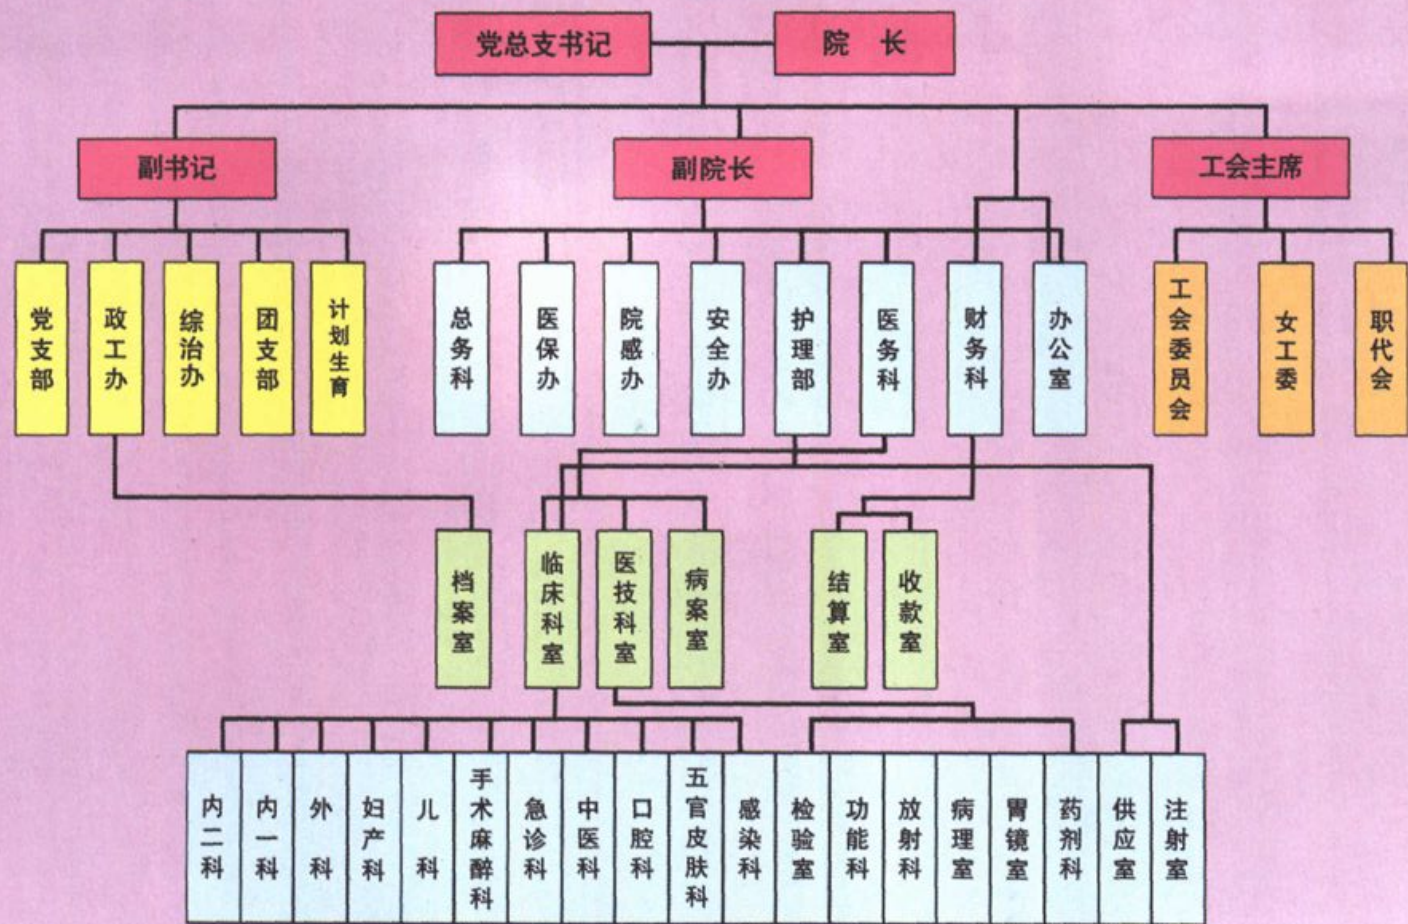 党总支书记
院 长
副书记
副院长
工会主席
党支部
政工办
综治办
团支部
计划生育
总务科
医保办
院感办
安全办
护理部
医务科
财务科
办公室
工会委员会
女工委
职代会
档案室
临床科室
医技科室
病案室
结算室
收款室
内二科
内一科
外 科
妇产科
儿 科
手术麻醉科
急诊科
中医科
口腔科
五官皮肤科
感染科
检验室
功能科
放射科
病理室
胃镜室
药剂科
供应室
注射室